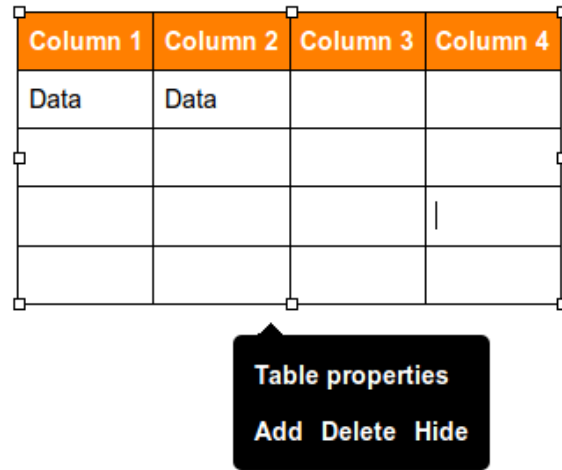 Column 1 Column 2 Column 3 Column 4
Data Data
Table properties
Add Delete Hide